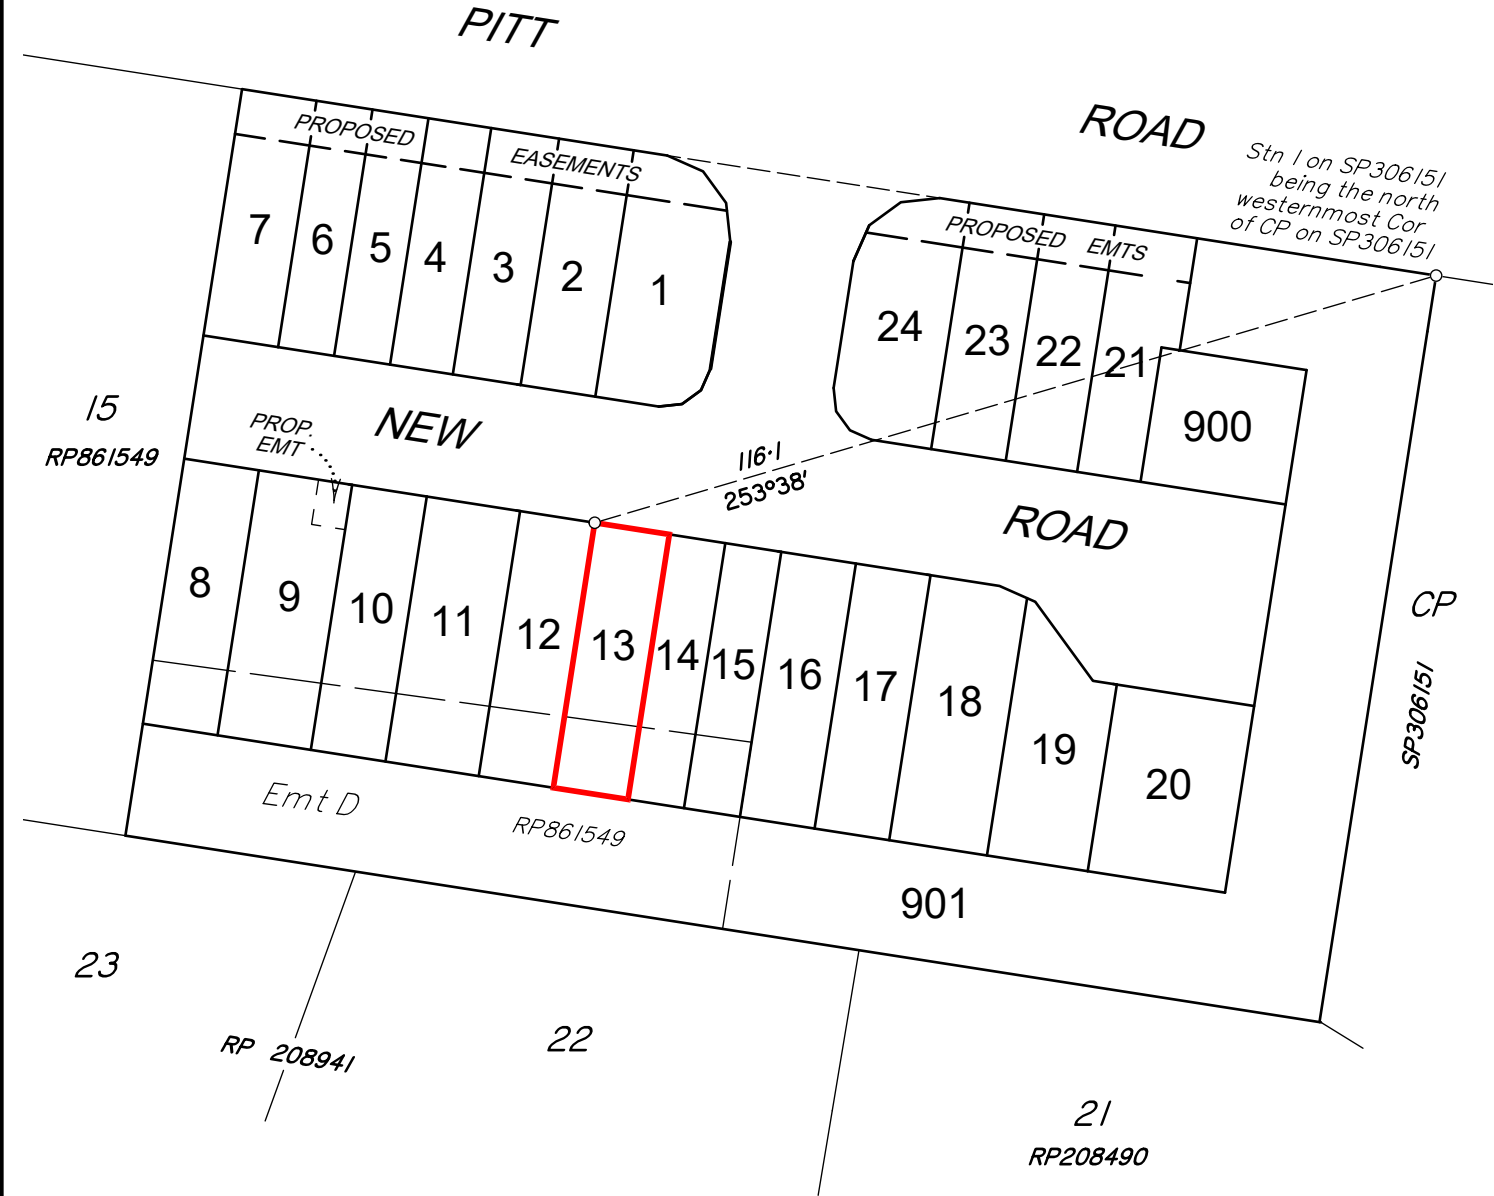 PITT
ROAD
Stn 1 on SP306151
being the north
westernmost Cor
of CP on SP306151
PROPOSED
EASEMENTS
PROPOSED EMTS
7
6
5
4
3
2
1
24
23
22
21
900
15
RP861549
PROP.
EMT
NEW
116·1
253°38'
ROAD
8
9
10
11
12
13
14
15
16
17
18
19
20
CP
SP306151
Emt D
RP861549
901
23
RP 208941
22
21
RP208490